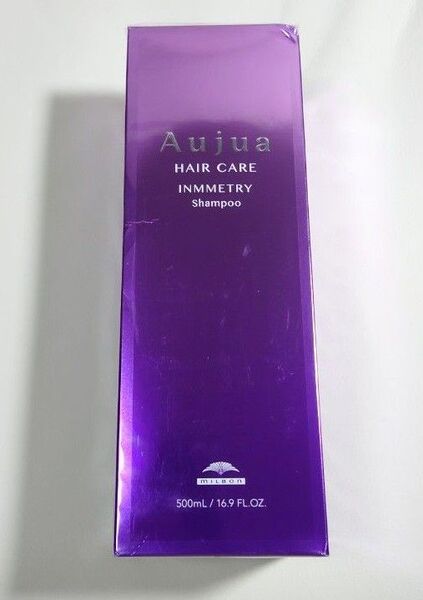 Aujua
HAIR CARE
INMMETRY
Shampoo
MILBON
500mL / 16.9 FL.OZ.